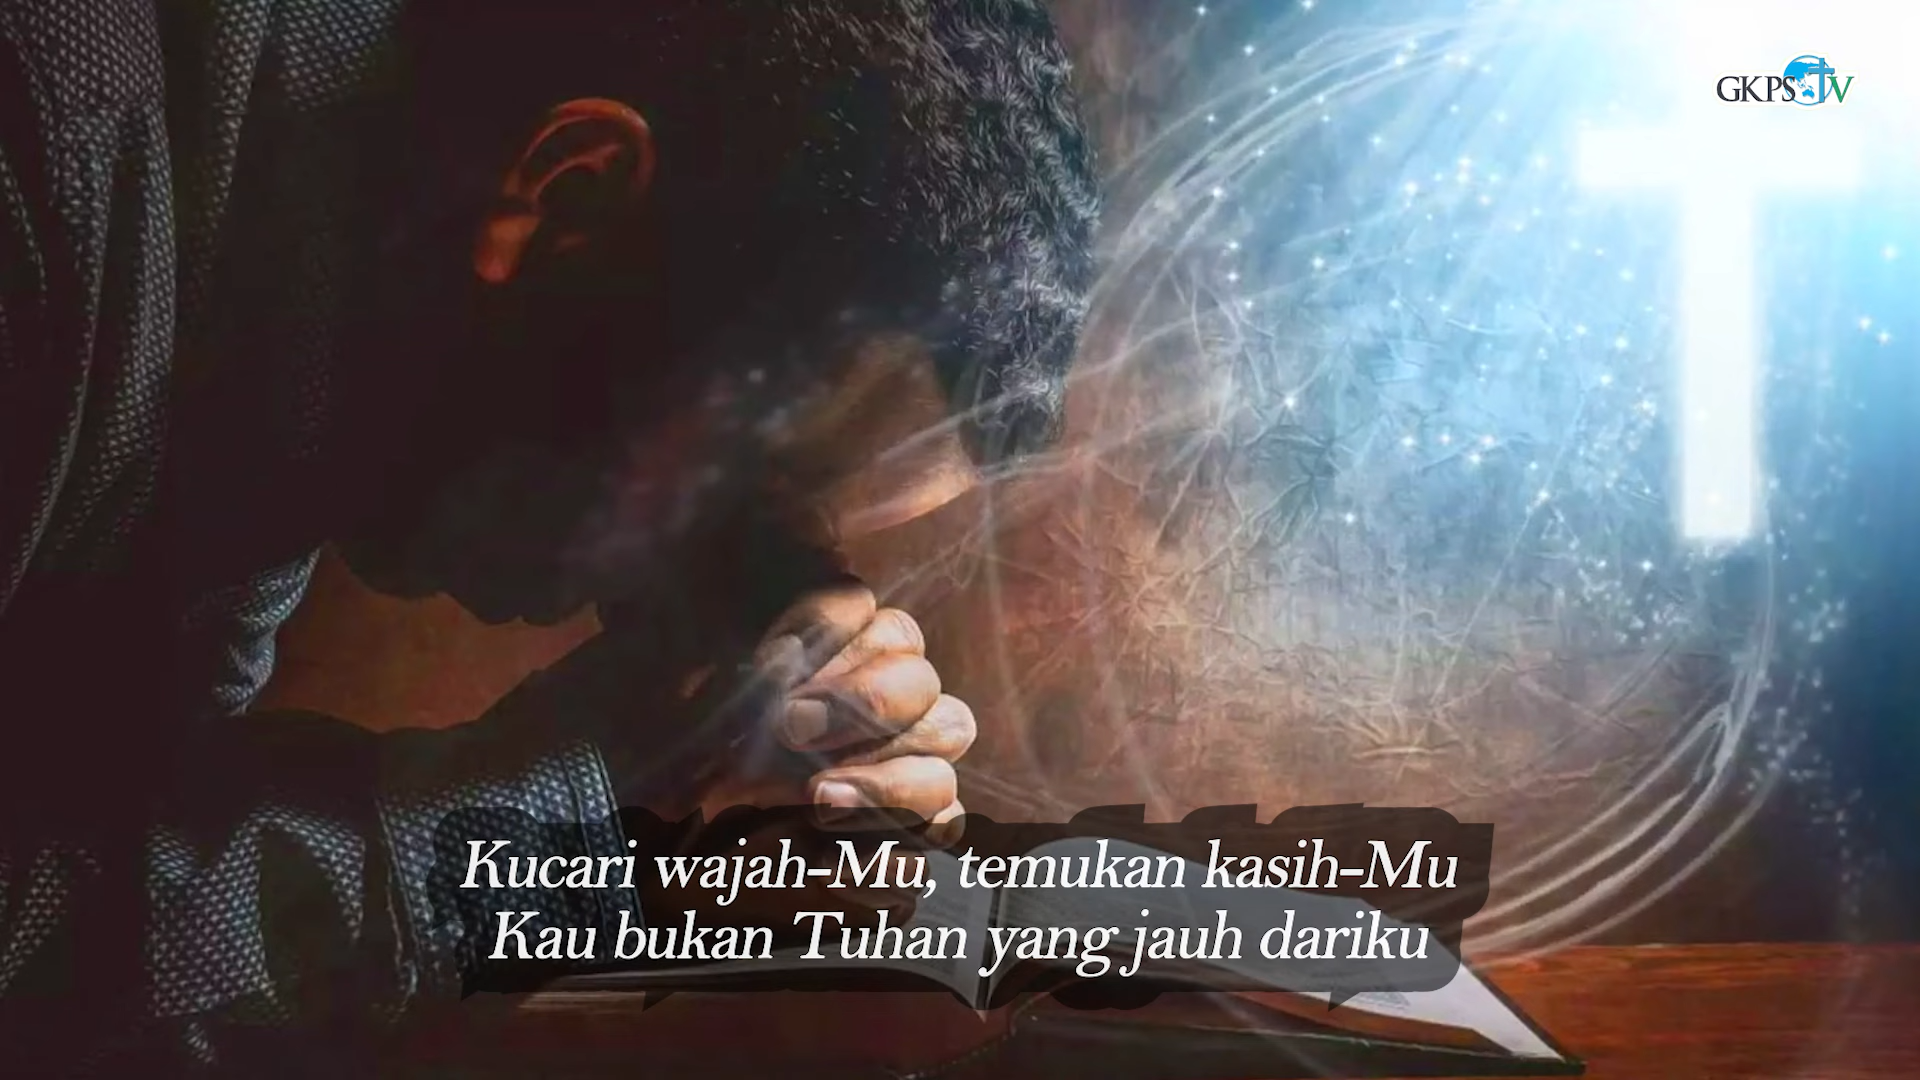 GKPS TV
Kucari wajah-Mu, temukan kasih-Mu
Kau bukan Tuhan yang jauh dariku